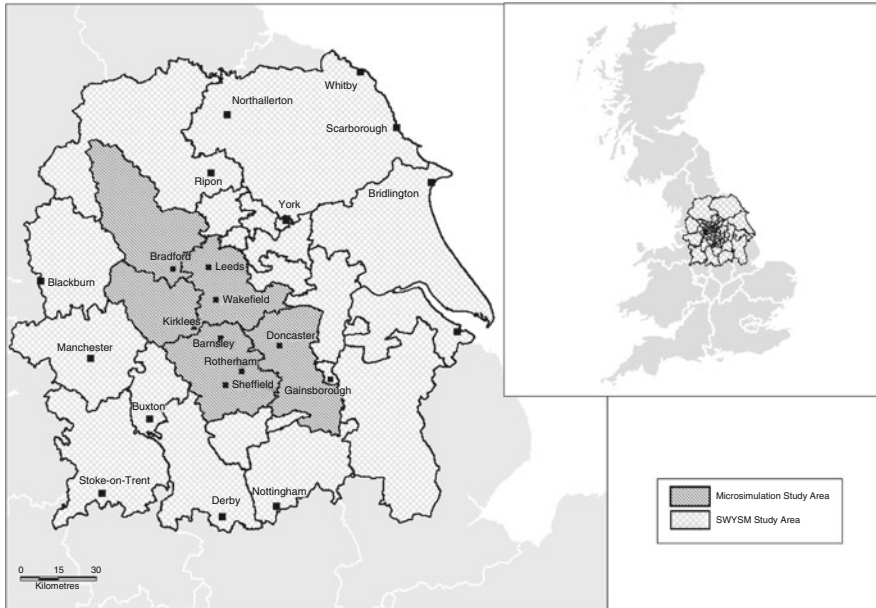 Whitby
Northallerton
Scarborough
Ripon
Bridlington
York
Bradford
Leeds
Blackburn
Wakefield
Kirklees
Barnsley
Doncaster
Manchester
Rotherham
Sheffield
Gainsborough
Buxton
Stoke-on-Trent
Derby
Nottingham
0 15 30
Kilometres
Microsimulation Study Area
SWYSM Study Area